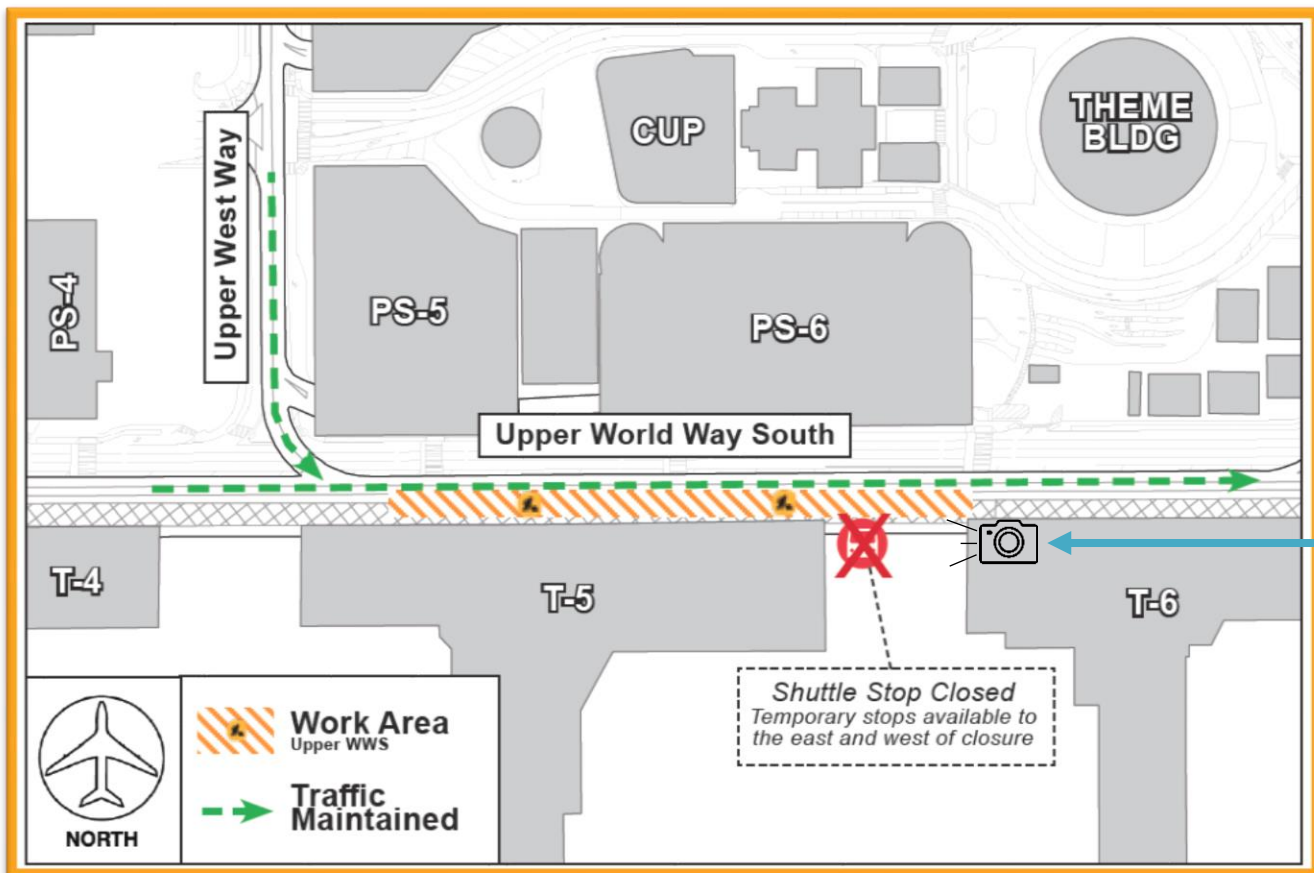 THEME
BLDG
CUP
Upper West Way
PS-4
PS-5
PS-6
Upper World Way South
T-4
T-5
T-6
Shuttle Stop Closed
Temporary stops available to
the east and west of closure
Work Area
Upper WWS
Traffic
Maintained
NORTH